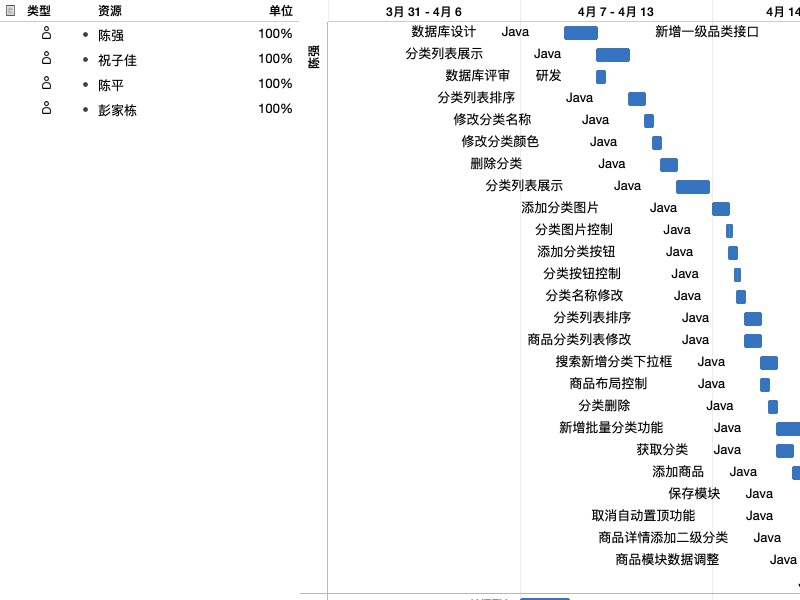 类型 资源 单位 3月 31 - 4月 6 4月 7 - 4月 13 4月 14
陈强 100%
祝子佳 100%
陈平 100%
彭家栋 100%
陈强
数据库设计 Java 新增一级品类接口
分类列表展示 Java
数据库评审 研发
分类列表排序 Java
修改分类名称 Java
修改分类颜色 Java
删除分类 Java
分类列表展示 Java
添加分类图片 Java
分类图片控制 Java
添加分类按钮 Java
分类按钮控制 Java
分类名称修改 Java
分类列表排序 Java
商品分类列表修改 Java
搜索新增分类下拉框 Java
商品布局控制 Java
分类删除 Java
新增批量分类功能 Java
获取分类 Java
添加商品 Java
保存模块 Java
取消自动置顶功能 Java
商品详情添加二级分类 Java
商品模块数据调整 Java